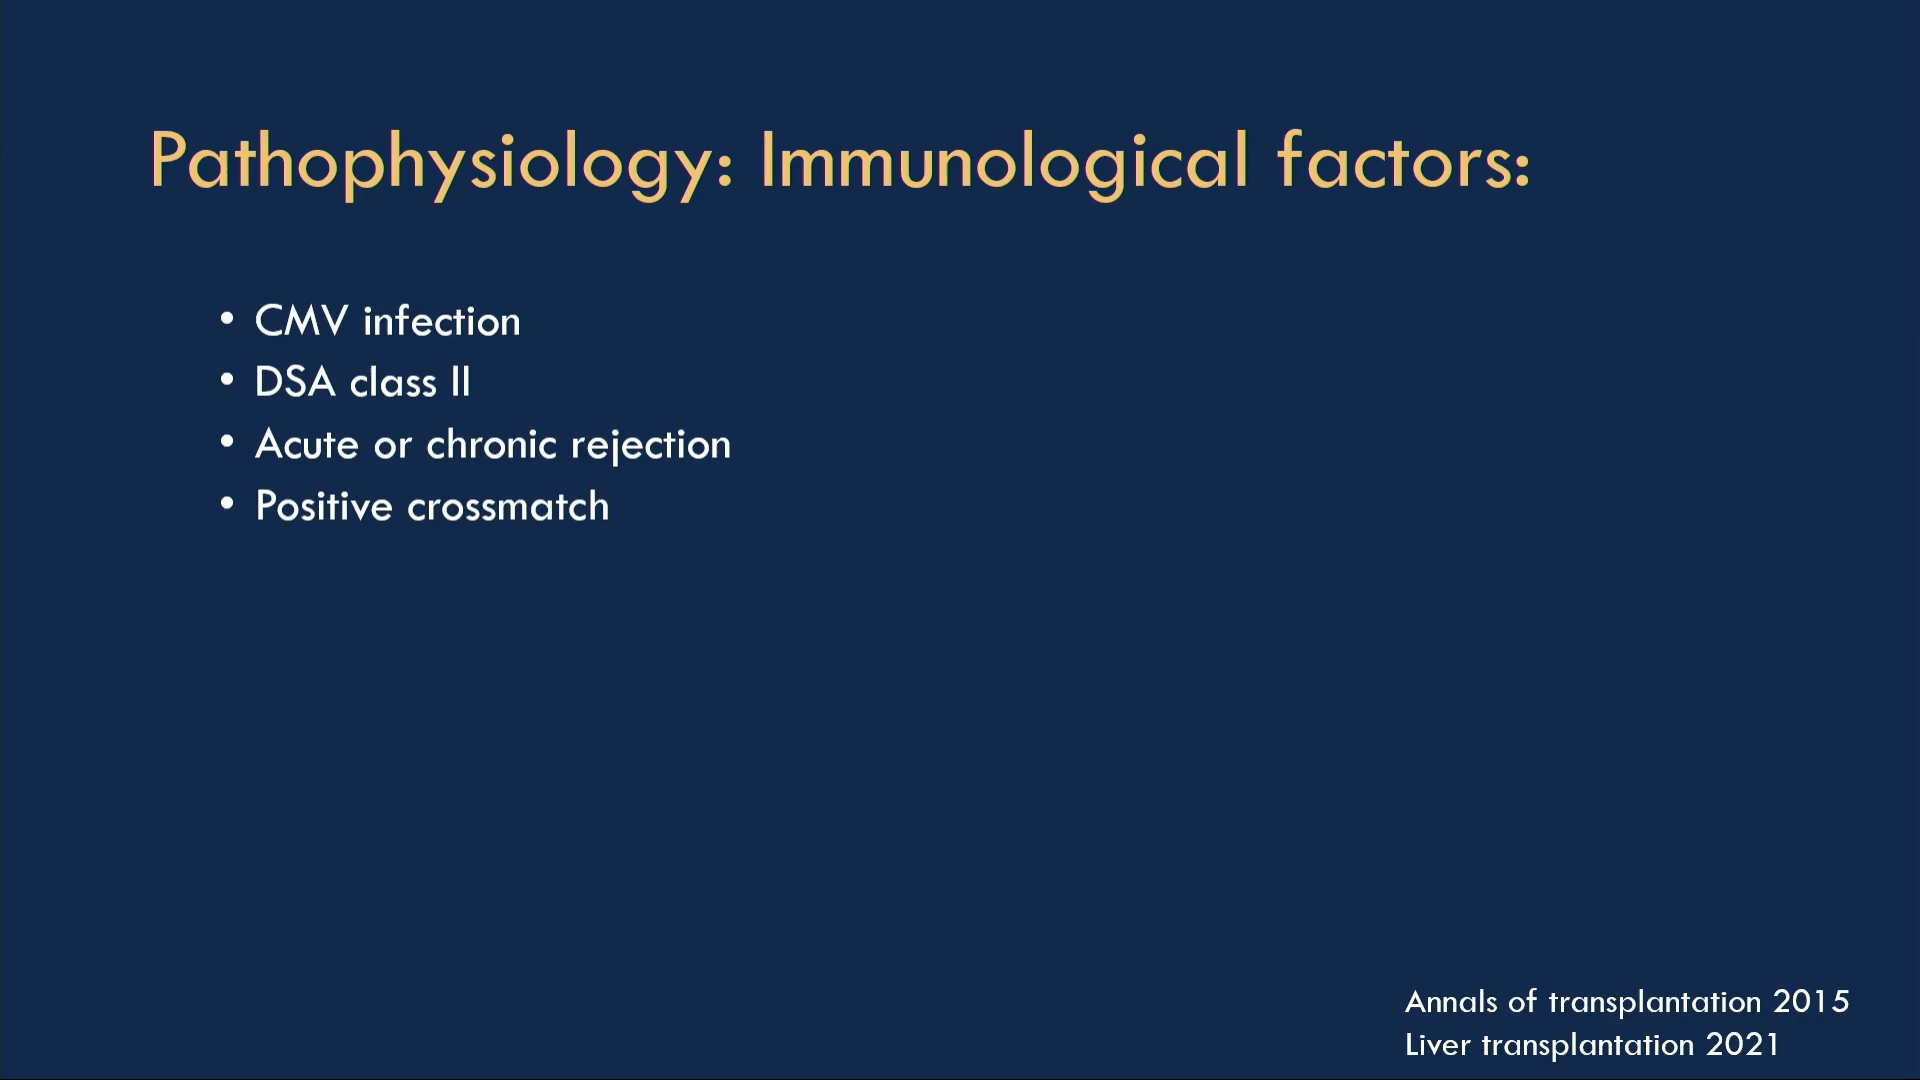 Pathophysiology: Immunological factors:
• CMV infection
• DSA class II
• Acute or chronic rejection
• Positive crossmatch
Annals of transplantation 2015
Liver transplantation 2021